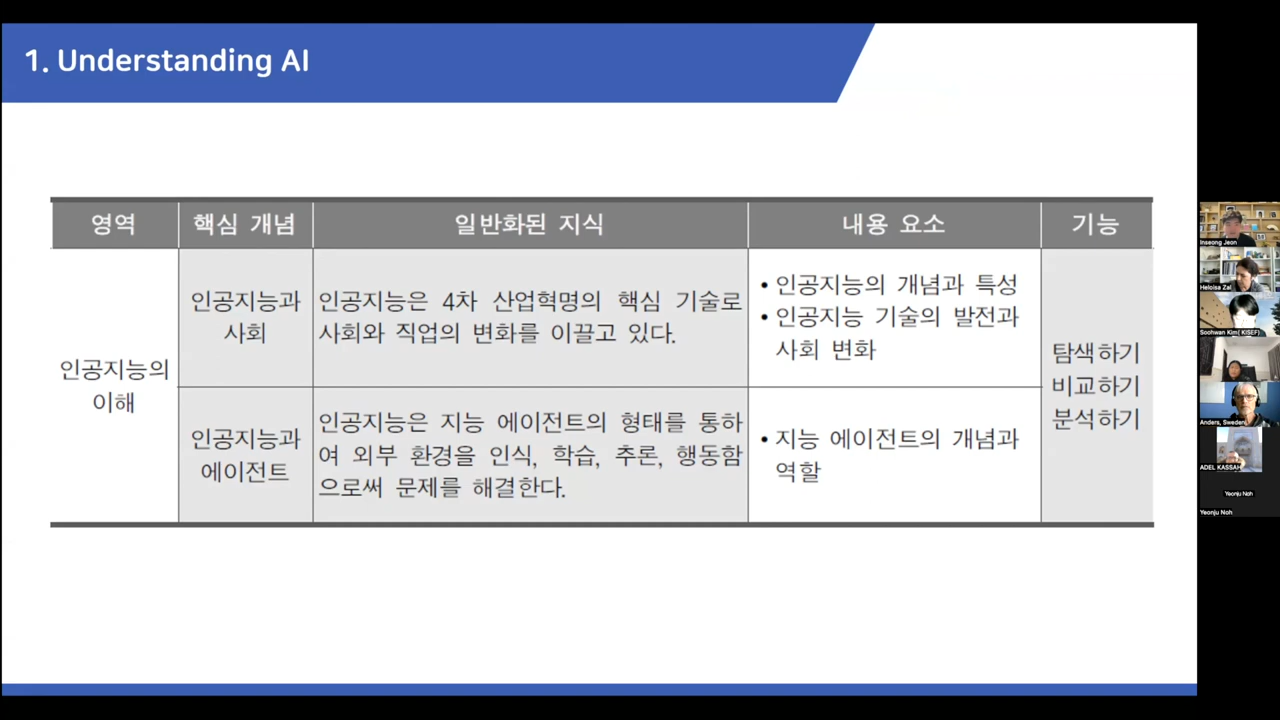 1. Understanding AI
영역
핵심 개념
일반화된 지식
내용 요소
기능
인공지능의
이해
인공지능과
사회
인공지능은 4차 산업혁명의 핵심 기술로
사회와 직업의 변화를 이끌고 있다.
• 인공지능의 개념과 특성
• 인공지능 기술의 발전과
사회 변화
탐색하기
비교하기
분석하기
인공지능과
에이전트
인공지능은 지능 에이전트의 형태를 통하
여 외부 환경을 인식, 학습, 추론, 행동함
으로써 문제를 해결한다.
• 지능 에이전트의 개념과
역할
Inseong Jeon
Heloisa Zal
Soohwan Kim( KISEF)
Anders, Sweden
ADEL KASSAH
Yeonju Noh
Yeonju Noh